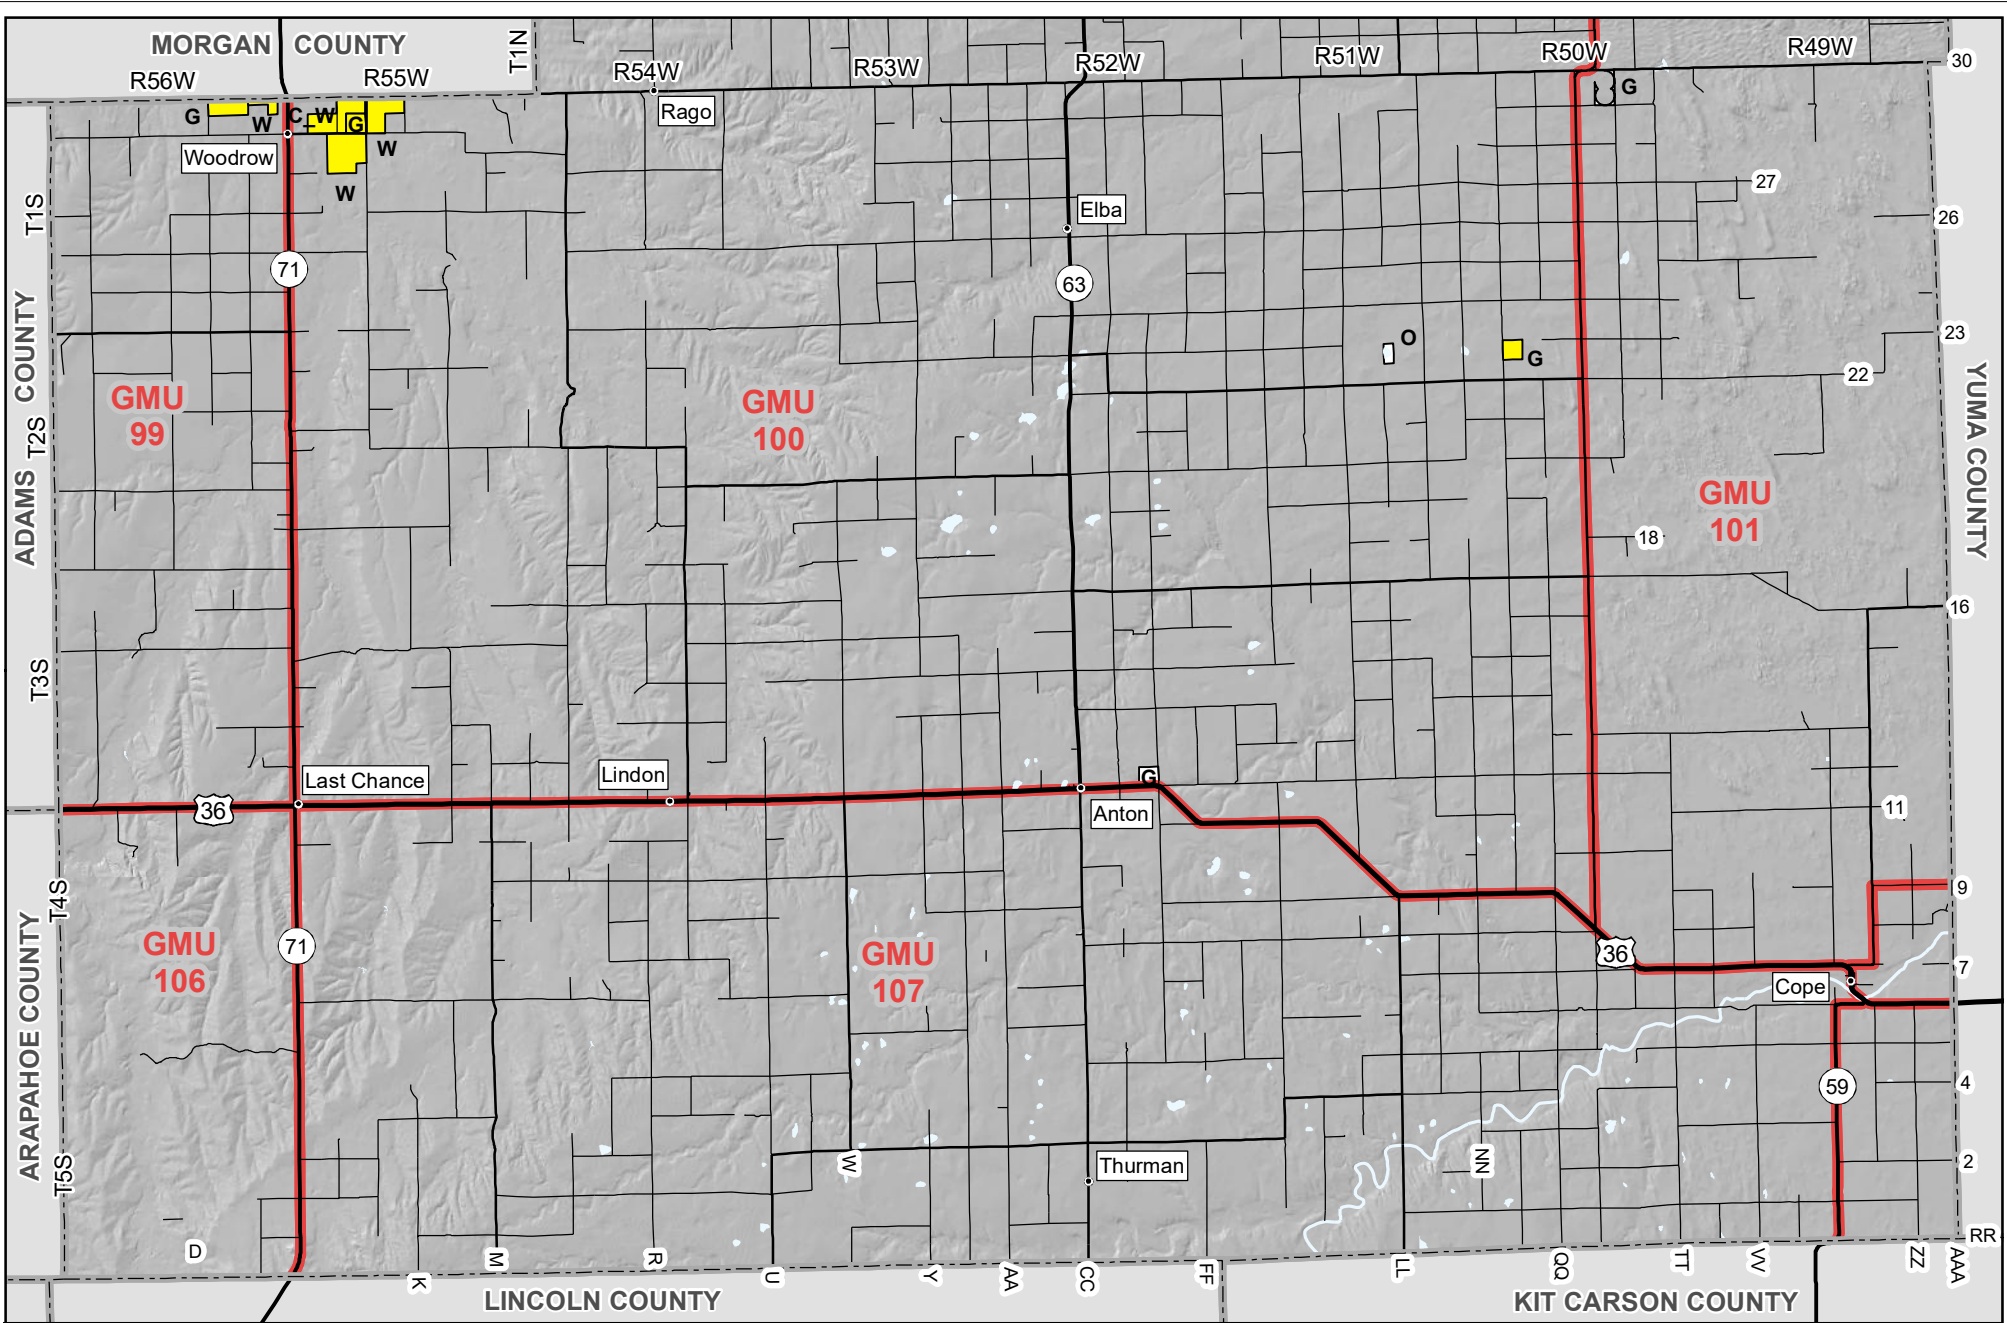 MORGAN COUNTY
T1N
R56W
R55W
R54W
R53W
R52W
R51W
R50W
R49W
30
Rago
G
W
C
W
G
W
W
G
Woodrow
T1S
27
26
Elba
71
63
ADAMS COUNTY
23
O
G
22
YUMA COUNTY
GMU
99
GMU
100
T2S
GMU
101
18
16
T3S
Last Chance
Lindon
G
36
Anton
11
T4S
9
ARAPAHOE COUNTY
GMU
106
71
GMU
107
36
7
Cope
59
4
T5S
W
Thurman
NN
2
D
K
M
R
U
Y
AA
CC
FF
LL
QQ
TT
VV
ZZ
AAA
RR
LINCOLN COUNTY
KIT CARSON COUNTY